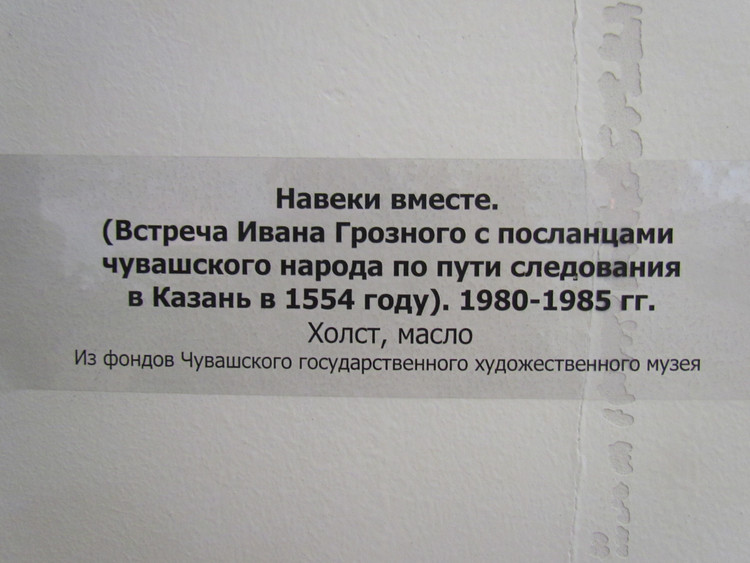 Навеки вместе.
(Встреча Ивана Грозного с посланцами
чувашского народа по пути следования
в Казань в 1554 году). 1980-1985 гг.
Холст, масло
Из фондов Чувашского государственного художественного музея